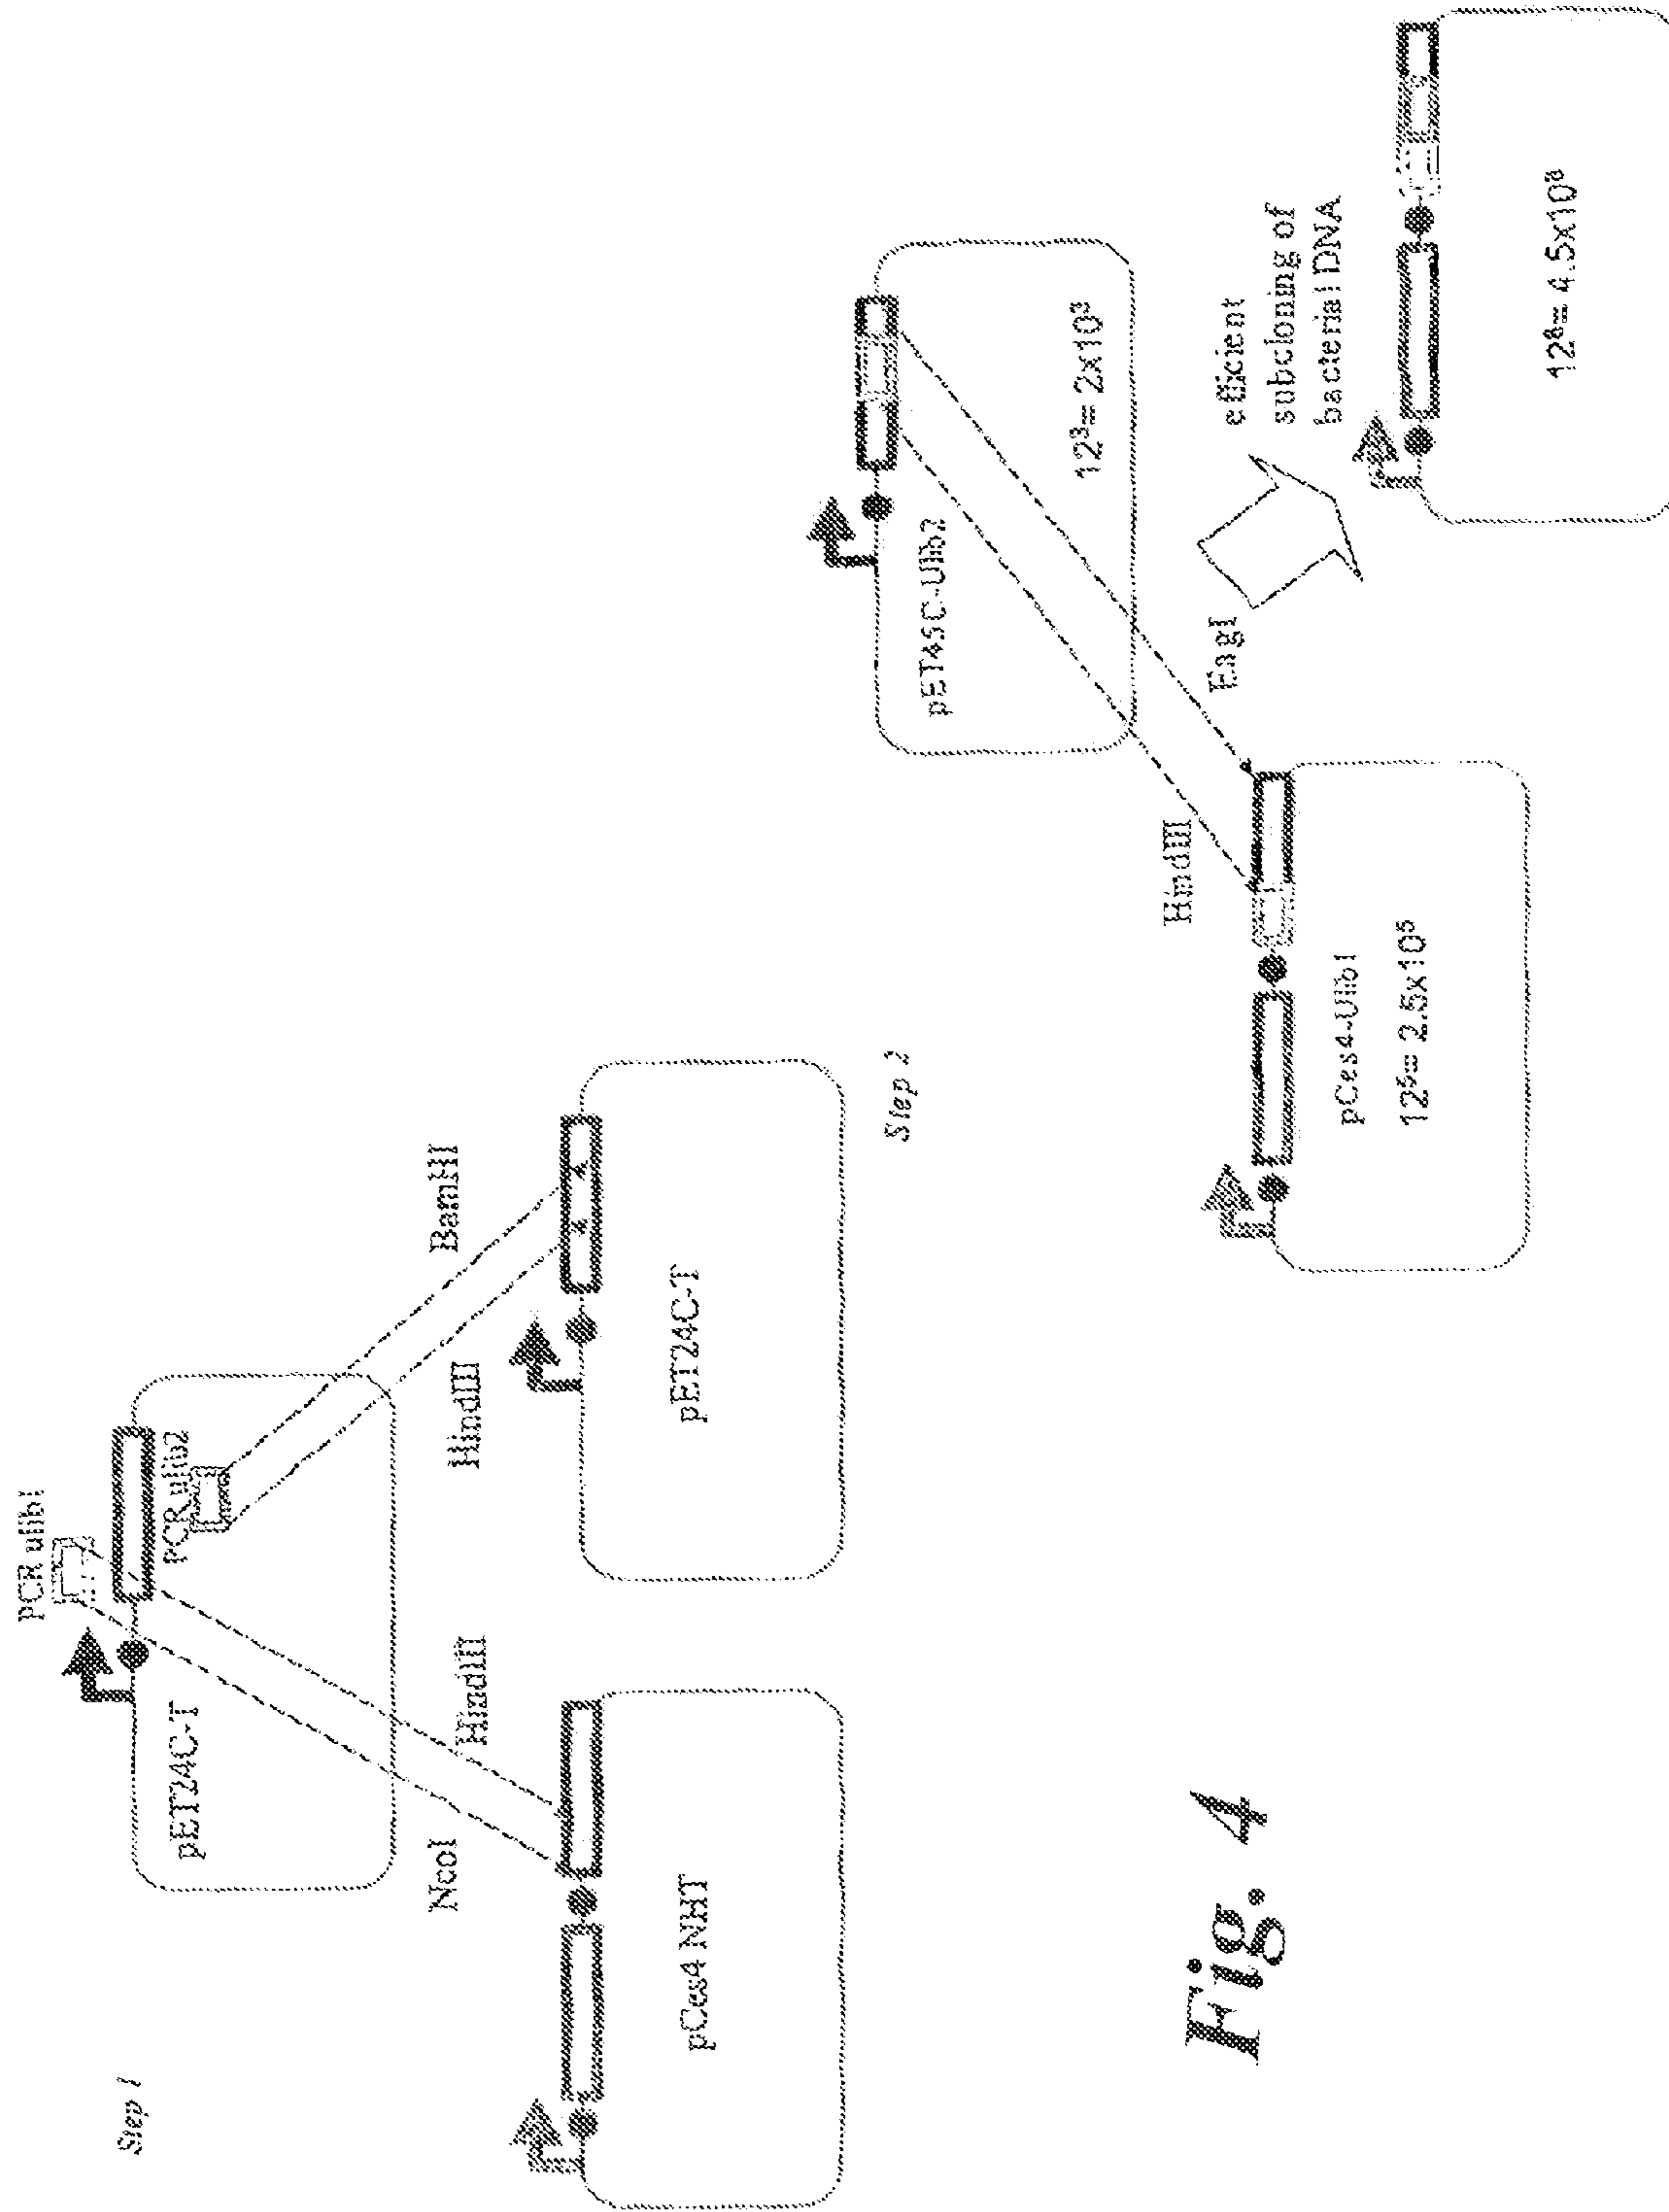 Step 1
PCR ulib1
pET24C-T
PCR ulib2
NcoI
HindIII
HindIII
BamHI
pCes4 NHT
pET24C-T
Step 2
pET45C-Ulib2
12³= 2x10³
HindIII
EagI
efficient
subcloning of
bacterial DNA
pCes4-Ulib1
12⁵= 2.5x10⁵
12⁸= 4.5x10⁸
Fig. 4